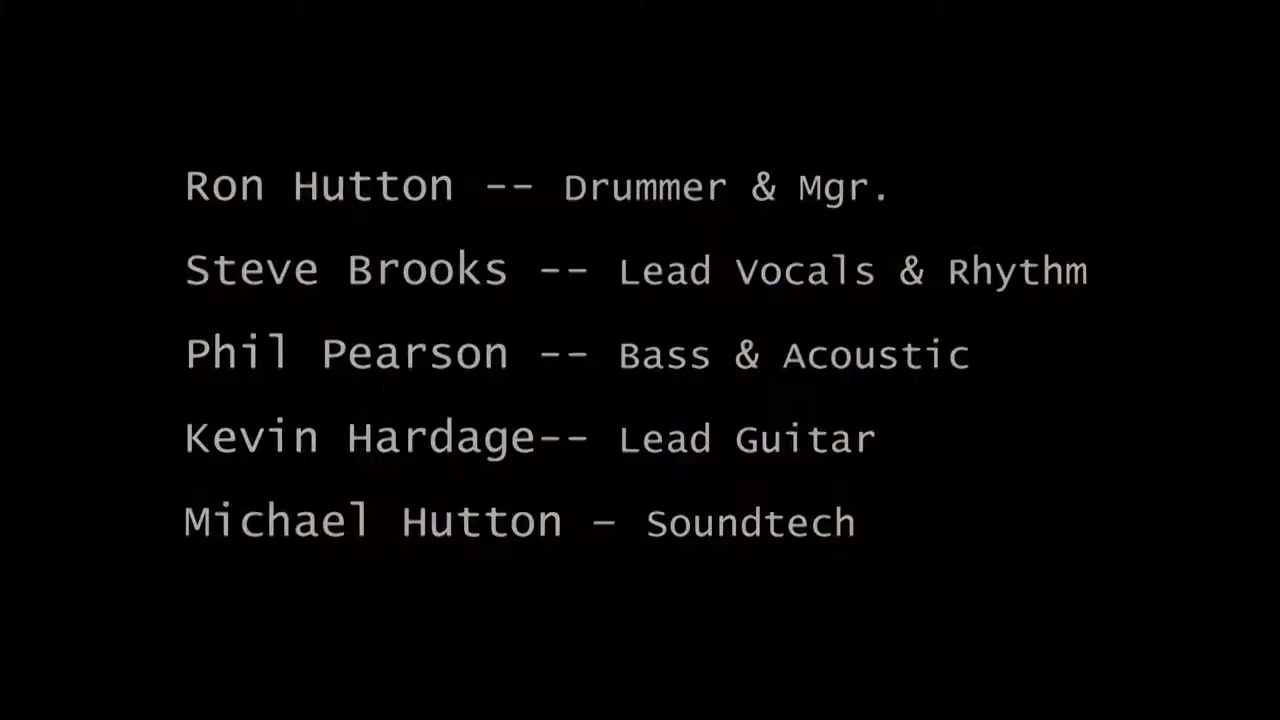 Ron Hutton -- Drummer & Mgr.
Steve Brooks -- Lead Vocals & Rhythm
Phil Pearson -- Bass & Acoustic
Kevin Hardage-- Lead Guitar
Michael Hutton – Soundtech